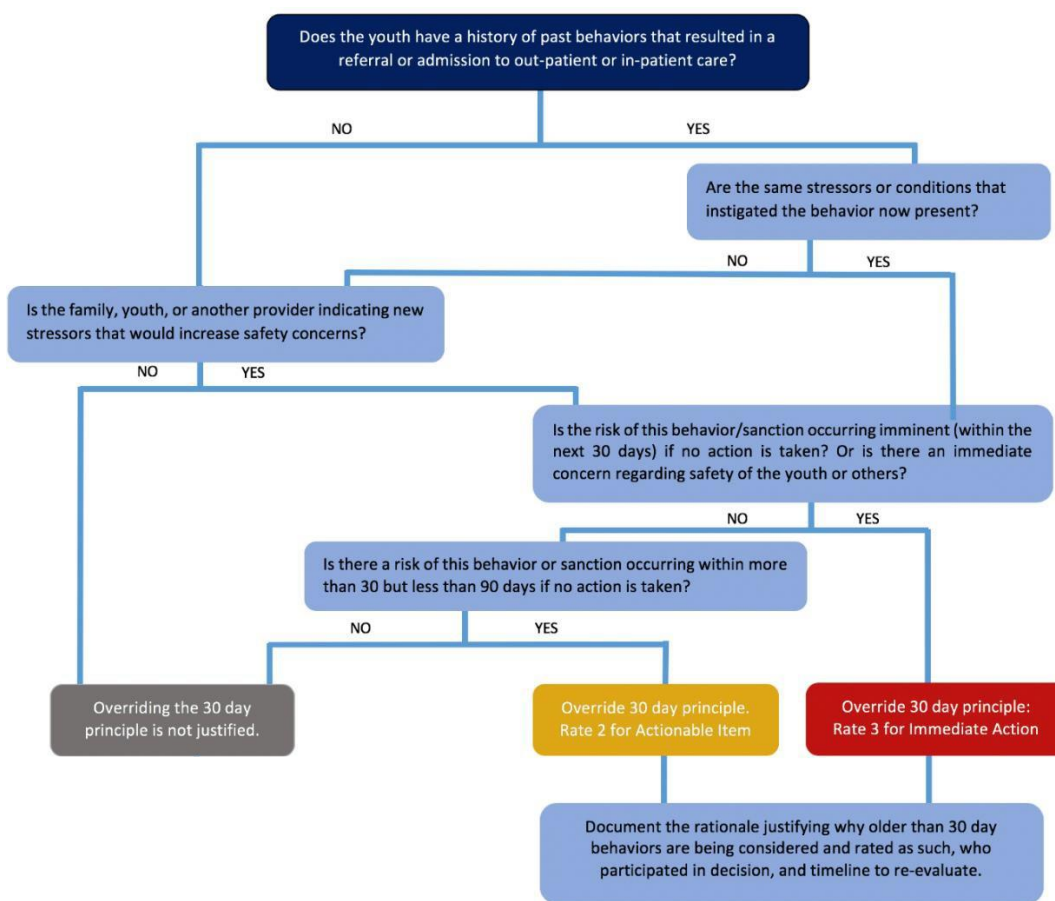 Does the youth have a history of past behaviors that resulted in a
referral or admission to out-patient or in-patient care?
NO
YES
Are the same stressors or conditions that
instigated the behavior now present?
NO
YES
Is the family, youth, or another provider indicating new
stressors that would increase safety concerns?
NO
YES
Is the risk of this behavior/sanction occurring imminent (within the
next 30 days) if no action is taken? Or is there an immediate
concern regarding safety of the youth or others?
NO
YES
Is there a risk of this behavior or sanction occurring within more
than 30 but less than 90 days if no action is taken?
NO
YES
Overriding the 30 day
principle is not justified.
Override 30 day principle.
Rate 2 for Actionable Item
Override 30 day principle:
Rate 3 for Immediate Action
Document the rationale justifying why older than 30 day
behaviors are being considered and rated as such, who
participated in decision, and timeline to re-evaluate.